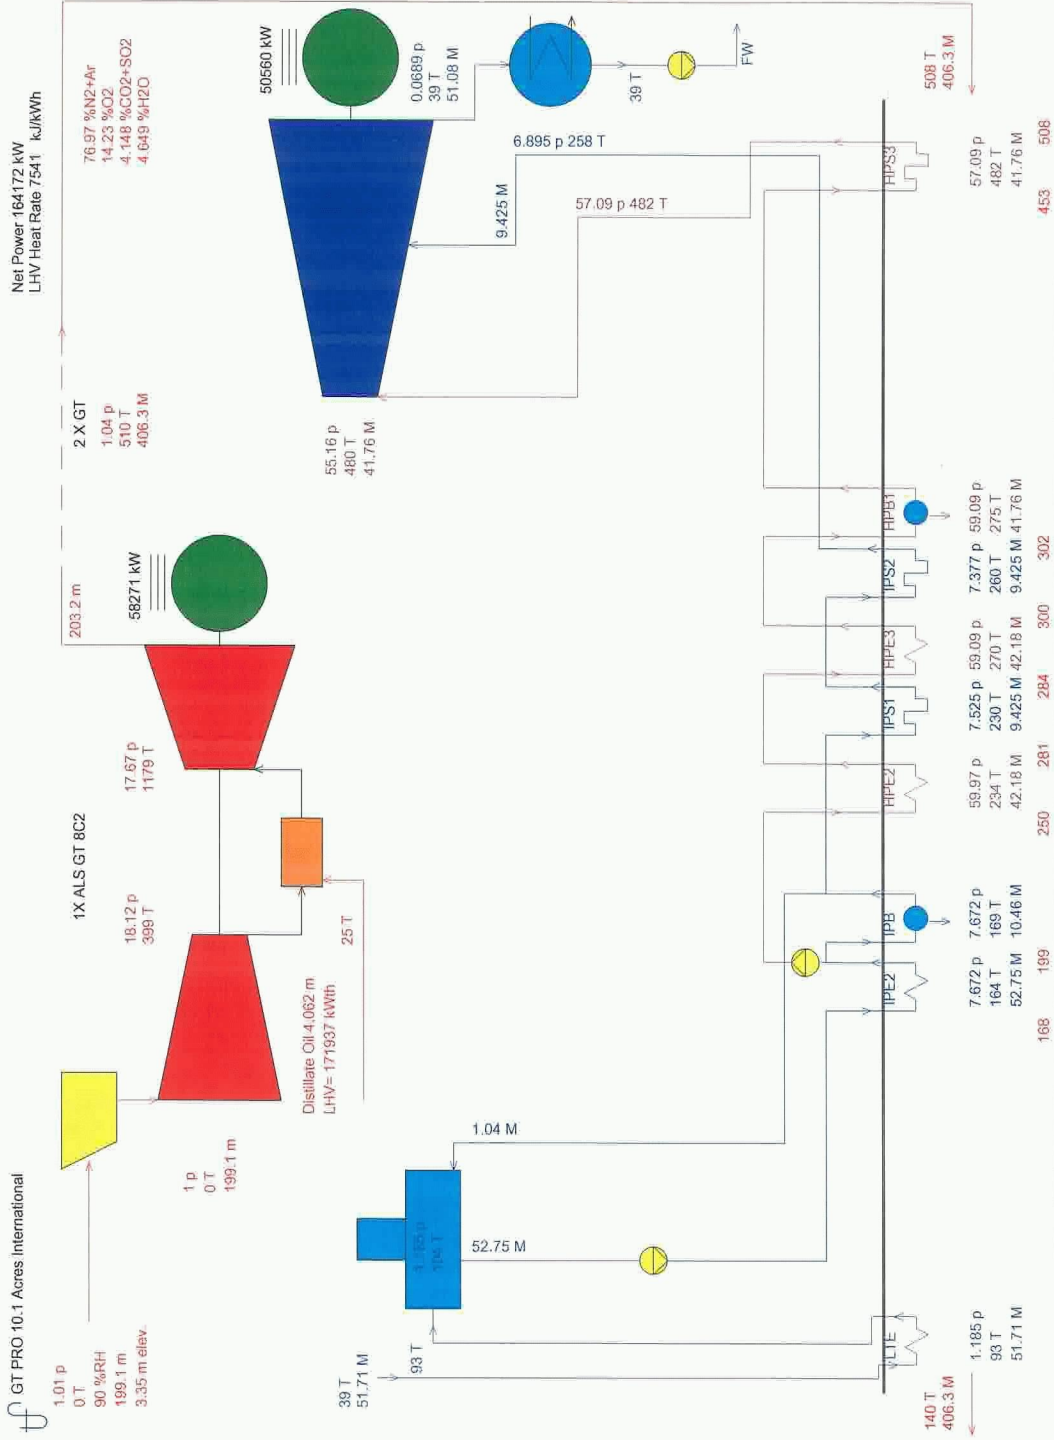 GT PRO 10.1 Acres International
Net Power 164172 kW
LHV Heat Rate 7541 kJ/kWh
1X ALS GT 8C2
2 X GT
1.01 p
0 T
90 %RH
199.1 m
3.35 m elev.
1 p
0 T
199.1 m
18.12 p
399 T
17.67 p
1179 T
58271 kW
203.2 m
1.04 p
510 T
406.3 M
76.97 %N2+Ar
14.23 %O2
4.148 %CO2+SO2
4.649 %H2O
Distillate Oil 4.062 m
LHV= 171937 kWth
25 T
50560 kW
55.16 p
480 T
41.76 M
0.0689 p
39 T
51.08 M
39 T
FW
9.425 M
6.895 p 258 T
57.09 p 482 T
39 T
51.71 M
93 T
1.185 p
104 T
52.75 M
1.04 M
LTE
IPE2
IPB
HPE2
IPS1
HPE3
IPS2
HPB1
HPS3
140 T
406.3 M
508 T
406.3 M
1.185 p
93 T
51.71 M
7.672 p
164 T
52.75 M
7.672 p
169 T
10.46 M
59.97 p
234 T
42.18 M
7.525 p
230 T
9.425 M
59.09 p
270 T
42.18 M
7.377 p
260 T
9.425 M
59.09 p
275 T
41.76 M
57.09 p
482 T
41.76 M
168
199
250
281
284
300
302
453
508